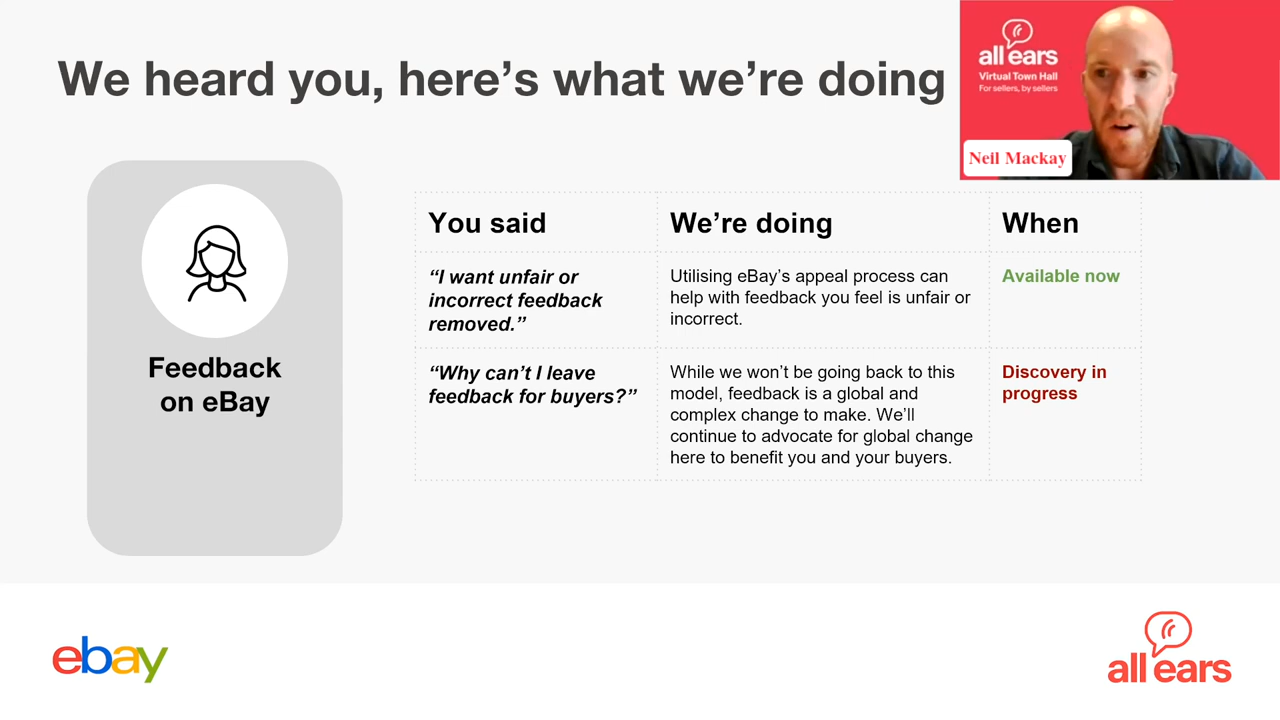 We heard you, here’s what we’re doing
all ears
Virtual Town Hall
For sellers, by sellers
Neil Mackay
Feedback
on eBay
You said
We’re doing
When
“I want unfair or
incorrect feedback
removed.”
Utilising eBay’s appeal process can
help with feedback you feel is unfair or
incorrect.
Available now
“Why can’t I leave
feedback for buyers?”
While we won’t be going back to this
model, feedback is a global and
complex change to make. We’ll
continue to advocate for global change
here to benefit you and your buyers.
Discovery in
progress
ebay
all ears